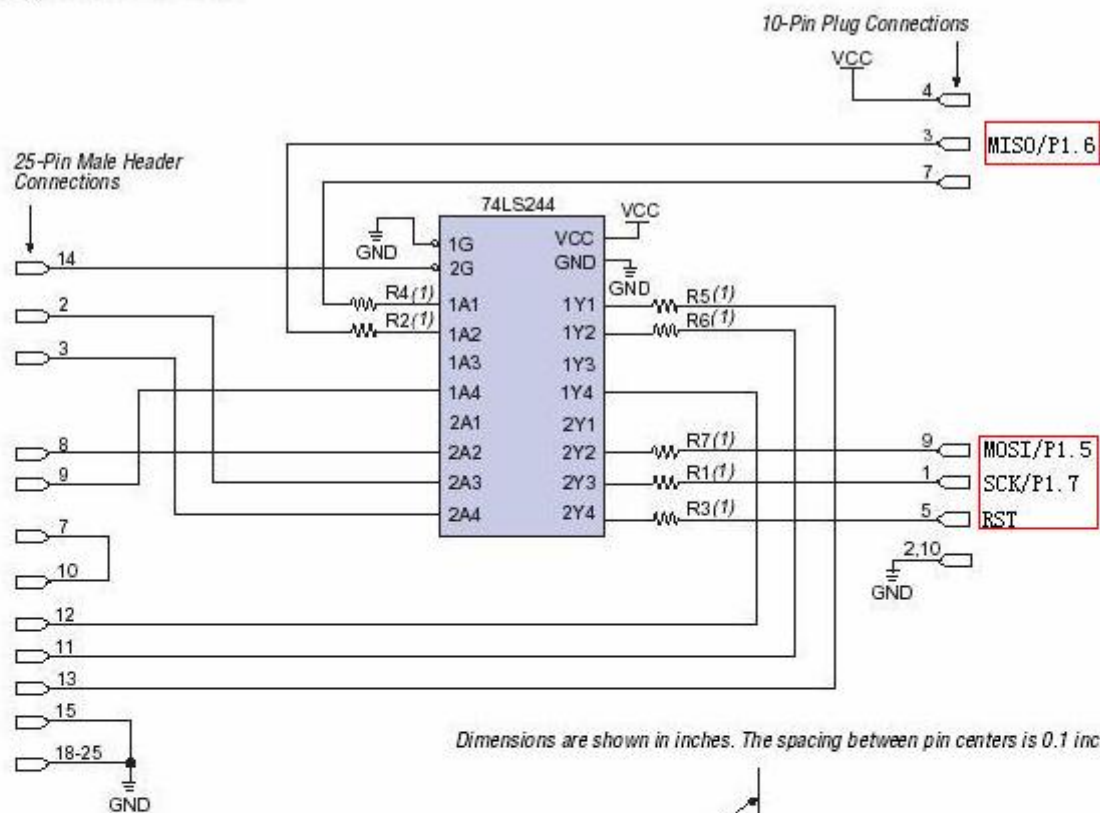 10-Pin Plug Connections
VCC
4
3
MISO/P1.6
7
25-Pin Male Header
Connections
74LS244
VCC
GND
1G
VCC
14
2G
GND
GND
R4(1)
1A1
1Y1
R5(1)
2
R2(1)
1A2
1Y2
R6(1)
3
1A3
1Y3
1A4
1Y4
2A1
2Y1
8
2A2
2Y2
R7(1)
9
MOSI/P1.5
9
2A3
2Y3
R1(1)
1
SCK/P1.7
2A4
2Y4
R3(1)
5
RST
7
2,10
GND
10
12
11
13
15
18-25
GND
Dimensions are shown in inches. The spacing between pin centers is 0.1 inc